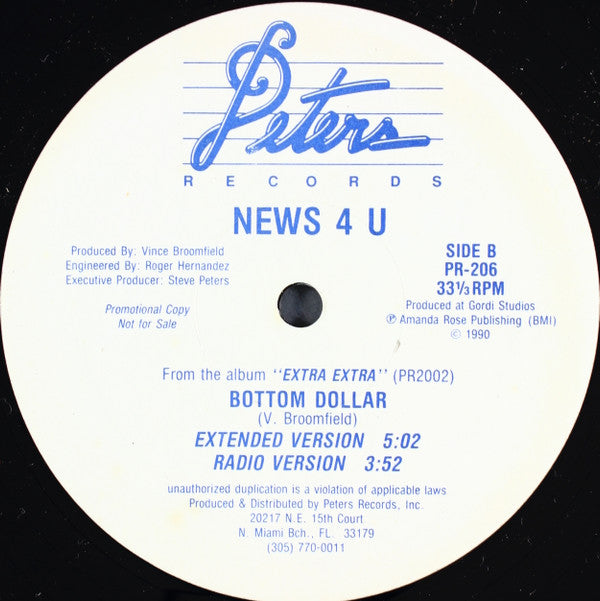 Peters
RECORDS
NEWS 4 U
Produced By: Vince Broomfield
Engineered By: Roger Hernandez
Executive Producer: Steve Peters
Promotional Copy
Not for Sale
SIDE B
PR-206
33⅓ RPM
Produced at Gordi Studios
℗ Amanda Rose Publishing (BMI)
© 1990
From the album "EXTRA EXTRA" (PR2002)
BOTTOM DOLLAR
(V. Broomfield)
EXTENDED VERSION 5:02
RADIO VERSION 3:52
unauthorized duplication is a violation of applicable laws
Produced & Distributed by Peters Records, Inc.
20217 N.E. 15th Court
N. Miami Bch., FL. 33179
(305) 770-0011